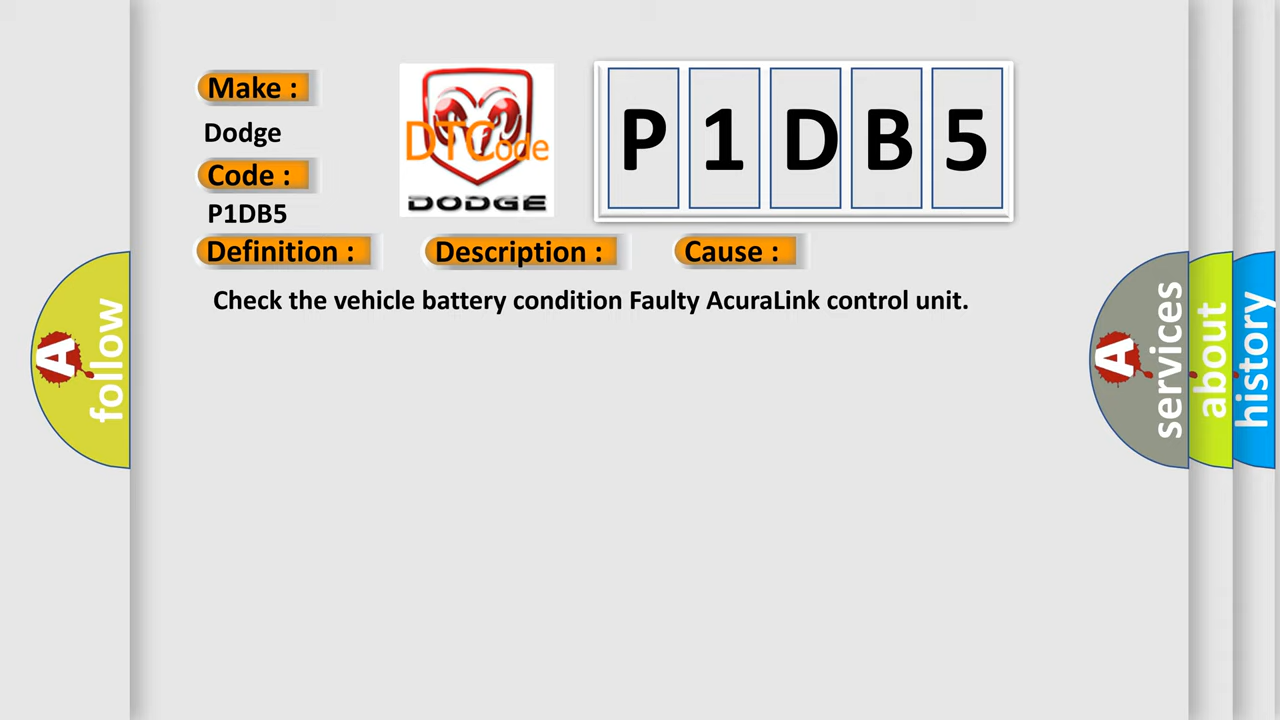 Make :
Dodge
Code :
P1DB5
DTCode
DODGE
P 1 D B 5
Definition : Description : Cause :
Check the vehicle battery condition Faulty AcuraLink control unit.
A follow
A services
about
history